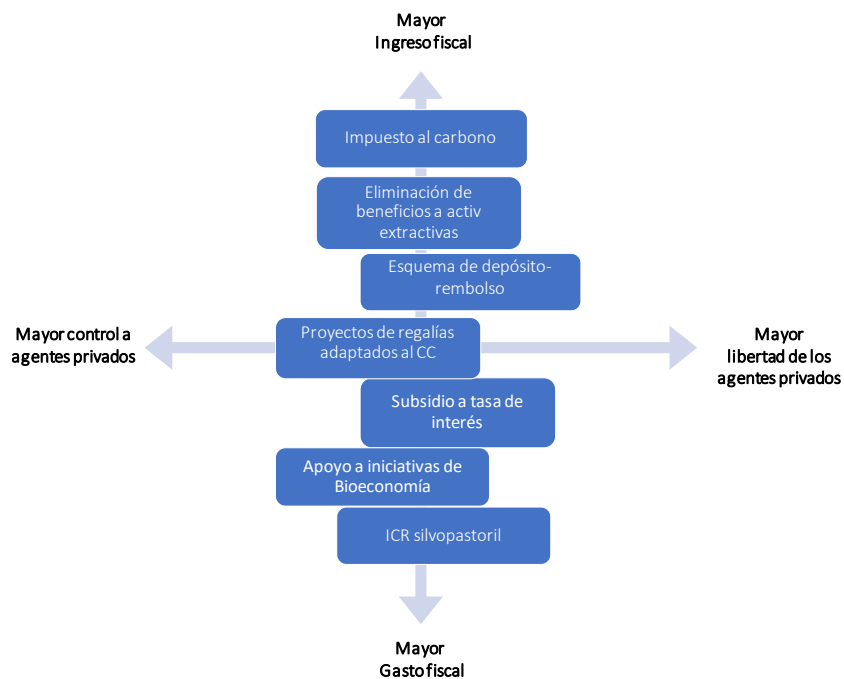 Mayor
Ingreso fiscal
Impuesto al carbono
Eliminación de
beneficios a activ
extractivas
Esquema de depósito-
rembolso
Mayor control a
agentes privados
Proyectos de regalías
adaptados al CC
Mayor
libertad de los
agentes privados
Subsidio a tasa de
interés
Apoyo a iniciativas de
Bioeconomía
ICR silvopastoril
Mayor
Gasto fiscal